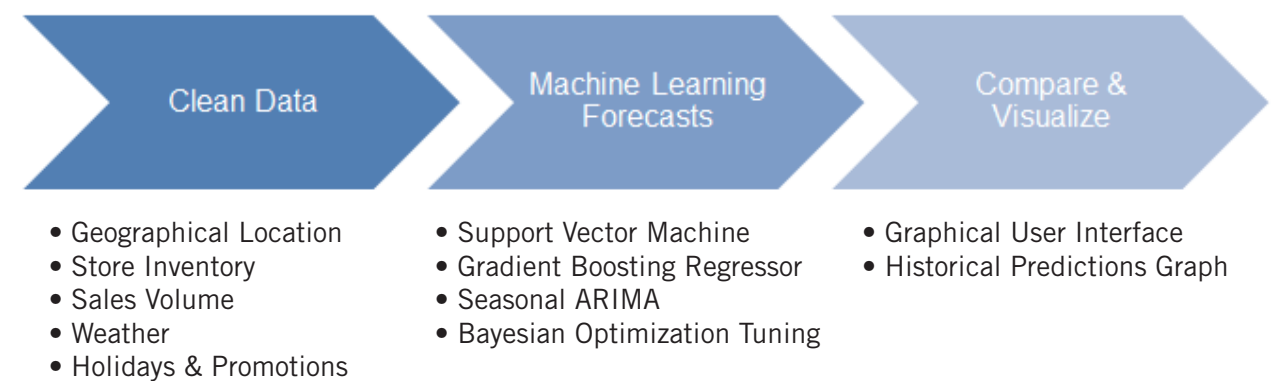 Clean Data
Machine Learning
Forecasts
Compare &
Visualize
• Geographical Location
• Store Inventory
• Sales Volume
• Weather
• Holidays & Promotions
• Support Vector Machine
• Gradient Boosting Regressor
• Seasonal ARIMA
• Bayesian Optimization Tuning
• Graphical User Interface
• Historical Predictions Graph